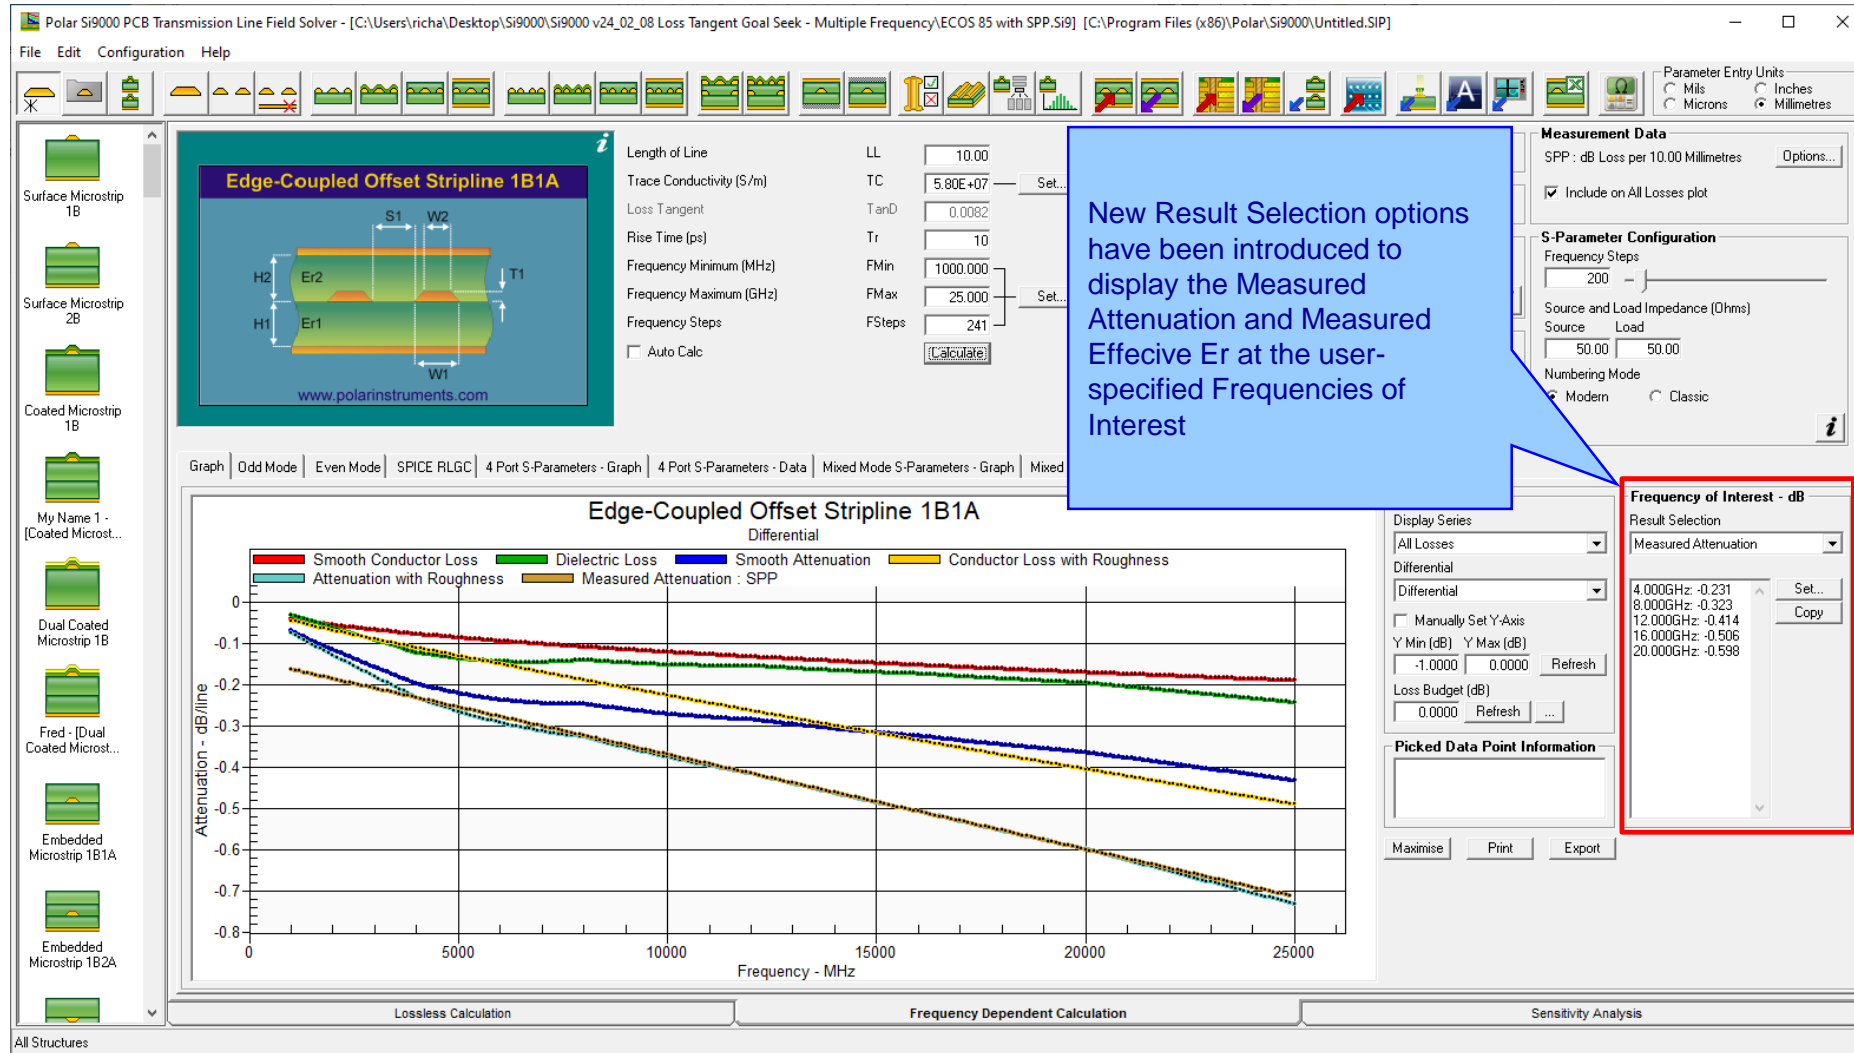 Polar Si9000 PCB Transmission Line Field Solver - [C:\Users\richa\Desktop\Si9000\Si9000 v24_02_08 Loss Tangent Goal Seek - Multiple Frequency\ECOS 85 with SPP.Si9] [C:\Program Files (x86)\Polar\Si9000\Untitled.SIP]
File Edit Configuration Help
Parameter Entry Units
Mils Inches
Microns Millimetres
Surface Microstrip
1B
Surface Microstrip
2B
Coated Microstrip
1B
My Name 1 -
[Coated Microst...
Dual Coated
Microstrip 1B
Fred - [Dual
Coated Microst...
Embedded
Microstrip 1B1A
Embedded
Microstrip 1B2A
Edge-Coupled Offset Stripline 1B1A
S1 W2
H2 Er2 T1
H1 Er1
W1
www.polarinstruments.com
Length of Line LL 10.00
Trace Conductivity (S/m) TC 5.80E+07 Set...
Loss Tangent TanD 0.0082
Rise Time (ps) Tr 10
Frequency Minimum (MHz) FMin 1000.000
Frequency Maximum (GHz) FMax 25.000 Set...
Frequency Steps FSteps 241
Auto Calc Calculate
New Result Selection options
have been introduced to
display the Measured
Attenuation and Measured
Effecive Er at the user-
specified Frequencies of
Interest
Measurement Data
SPP : dB Loss per 10.00 Millimetres Options...
Include on All Losses plot
S-Parameter Configuration
Frequency Steps
200
Source and Load Impedance (Ohms)
Source Load
50.00 50.00
Numbering Mode
Modern Classic
Graph Odd Mode Even Mode SPICE RLGC 4 Port S-Parameters - Graph 4 Port S-Parameters - Data Mixed Mode S-Parameters - Graph Mixed
Edge-Coupled Offset Stripline 1B1A
Differential
Smooth Conductor Loss Dielectric Loss Smooth Attenuation Conductor Loss with Roughness
Attenuation with Roughness Measured Attenuation : SPP
Attenuation - dB/line
0
-0.1
-0.2
-0.3
-0.4
-0.5
-0.6
-0.7
-0.8
0 5000 10000 15000 20000 25000
Frequency - MHz
Display Series
All Losses
Differential
Differential
Manually Set Y-Axis
Y Min (dB) Y Max (dB)
-1.0000 0.0000 Refresh
Loss Budget (dB)
0.0000 Refresh ...
Picked Data Point Information
Maximise Print Export
Frequency of Interest - dB
Result Selection
Measured Attenuation
4.000GHz: -0.231
8.000GHz: -0.323
12.000GHz: -0.414
16.000GHz: -0.506
20.000GHz: -0.598
Set...
Copy
Lossless Calculation Frequency Dependent Calculation Sensitivity Analysis
All Structures